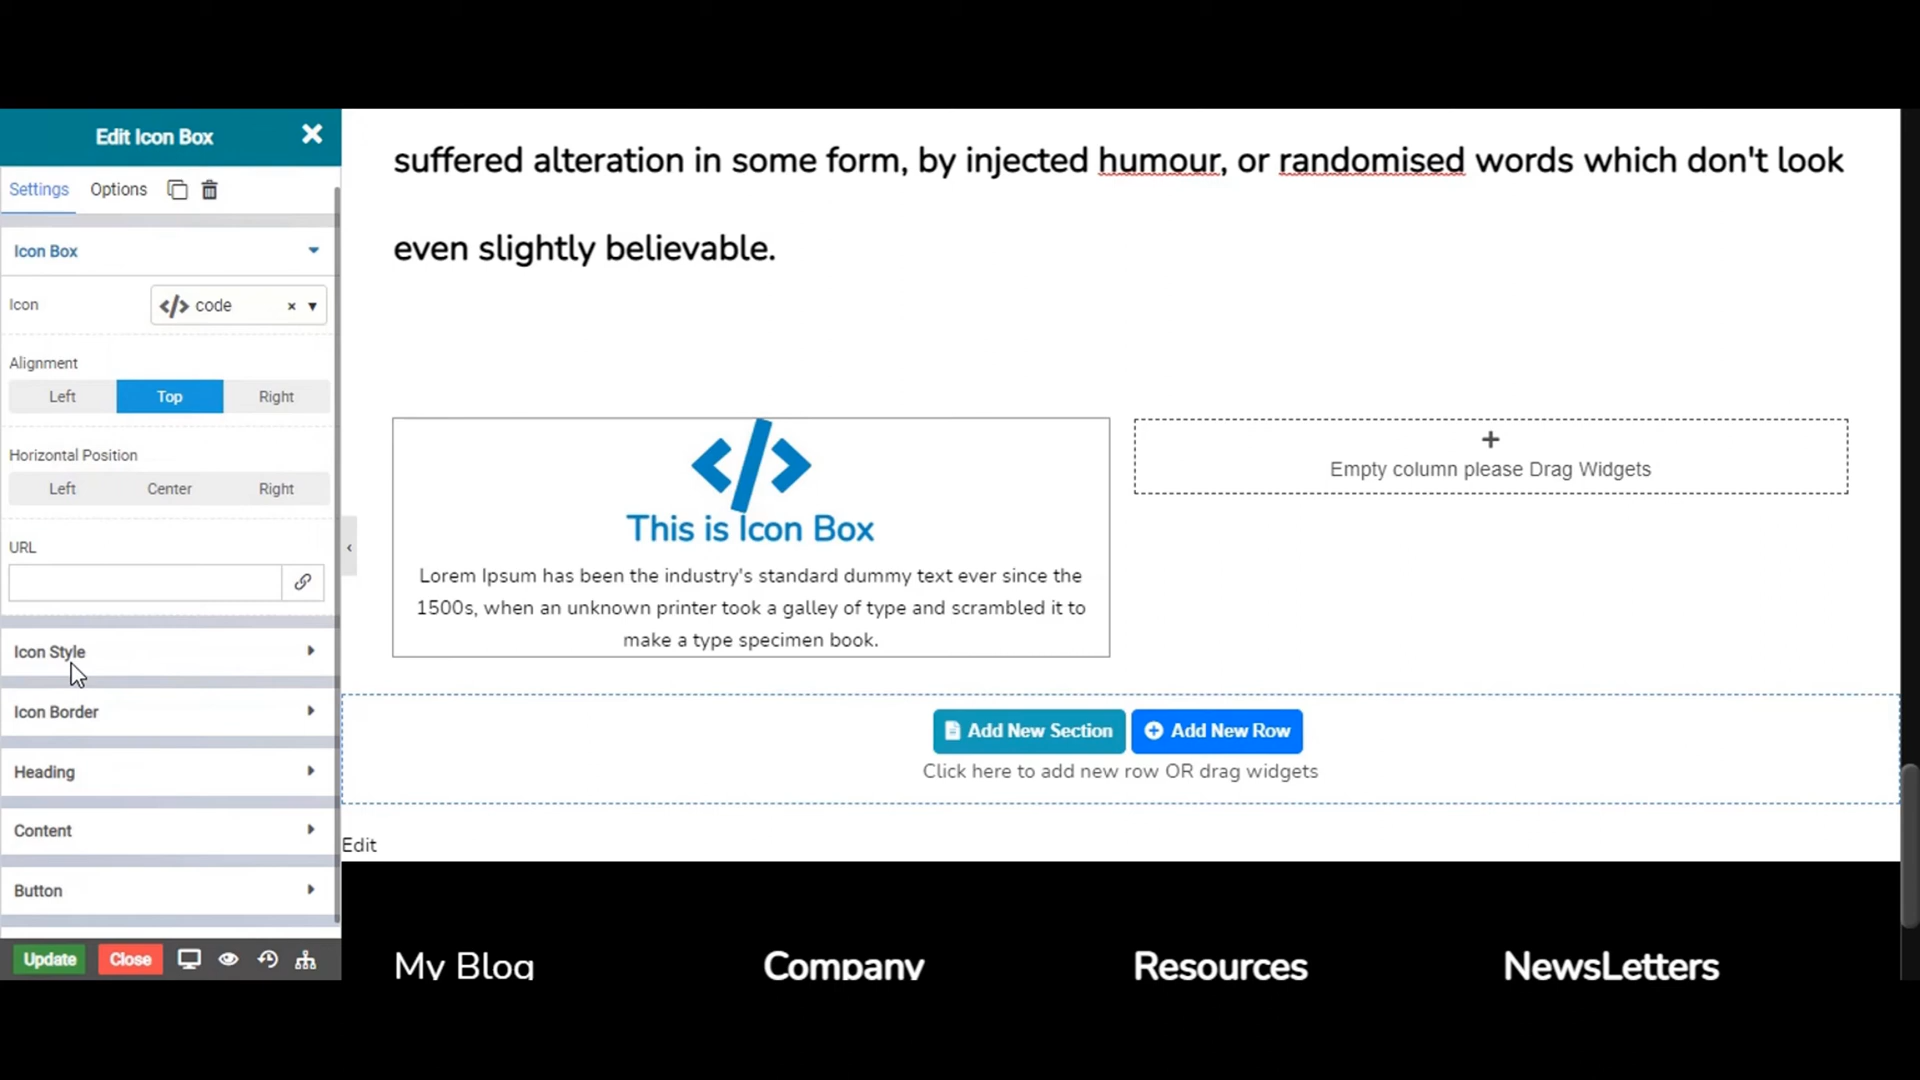 Edit Icon Box
Settings
Options
Icon Box
Icon
code
Alignment
Left
Top
Right
Horizontal Position
Left
Center
Right
URL
Icon Style
Icon Border
Heading
Content
Button
Update
Close
suffered alteration in some form, by injected humour, or randomised words which don't look
even slightly believable.
This is Icon Box
Lorem Ipsum has been the industry's standard dummy text ever since the
1500s, when an unknown printer took a galley of type and scrambled it to
make a type specimen book.
Empty column please Drag Widgets
Add New Section
Add New Row
Click here to add new row OR drag widgets
Edit
My Blog
Company
Resources
NewsLetters